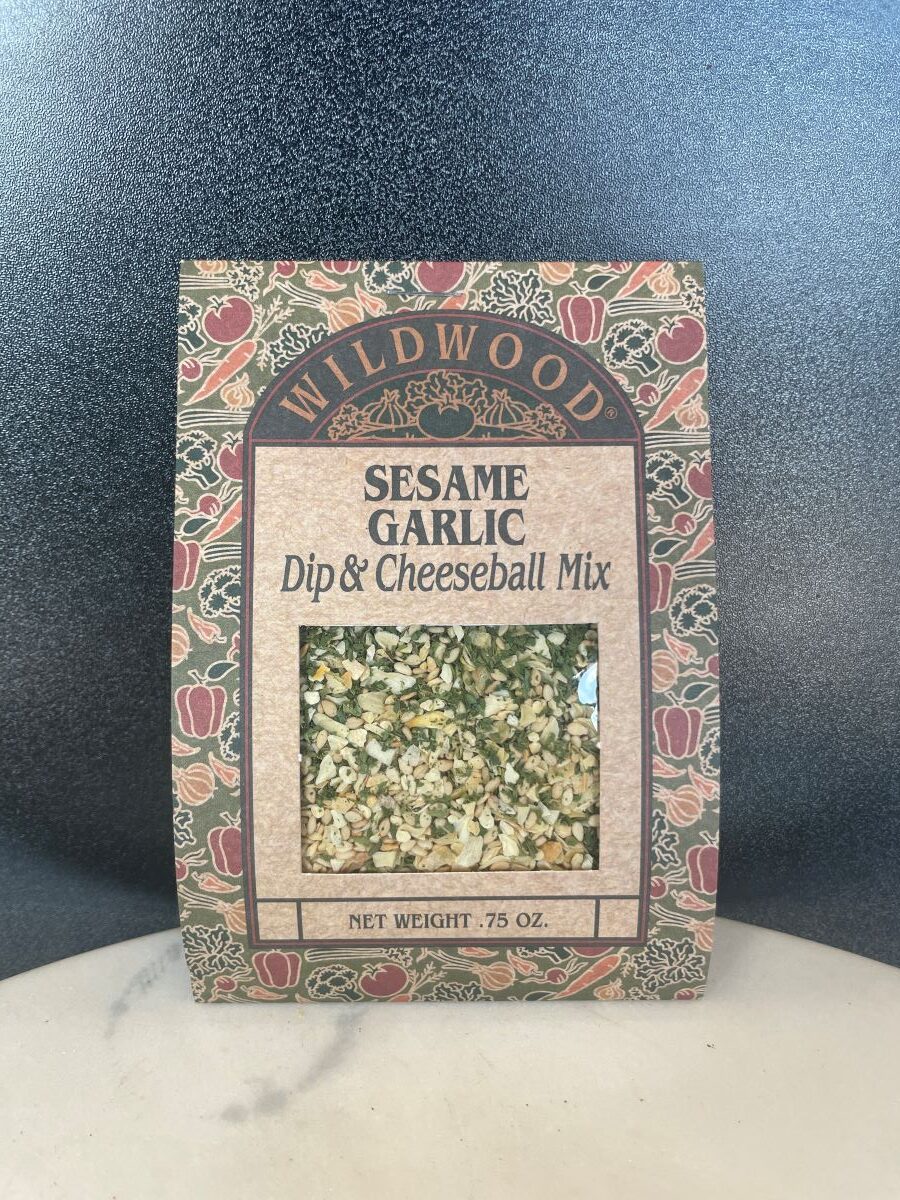 WILDWOOD®
SESAME
GARLIC
Dip & Cheeseball Mix
NET WEIGHT .75 OZ.